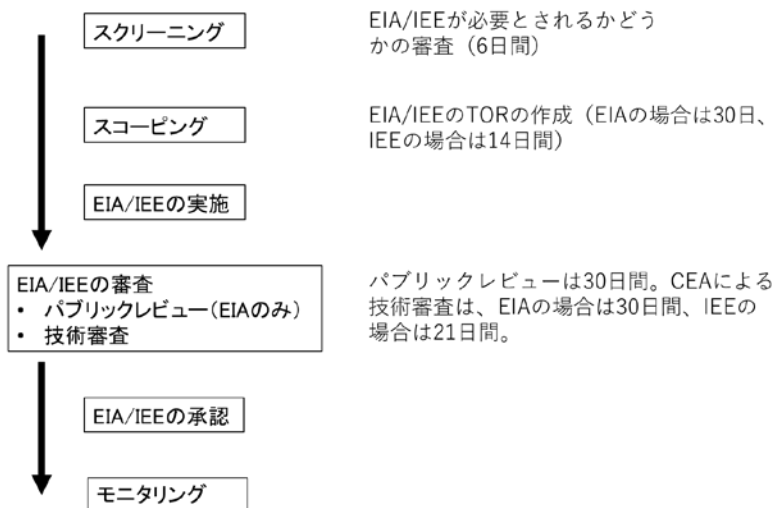 スクリーニング
EIA/IEEが必要とされるかどう
かの審査（6日間）
スコーピング
EIA/IEEのTORの作成（EIAの場合は30日、
IEEの場合は14日間）
EIA/IEEの実施
EIA/IEEの審査
• パブリックレビュー（EIAのみ）
• 技術審査
パブリックレビューは30日間。CEAによる
技術審査は、EIAの場合は30日間、IEEの
場合は21日間。
EIA/IEEの承認
モニタリング